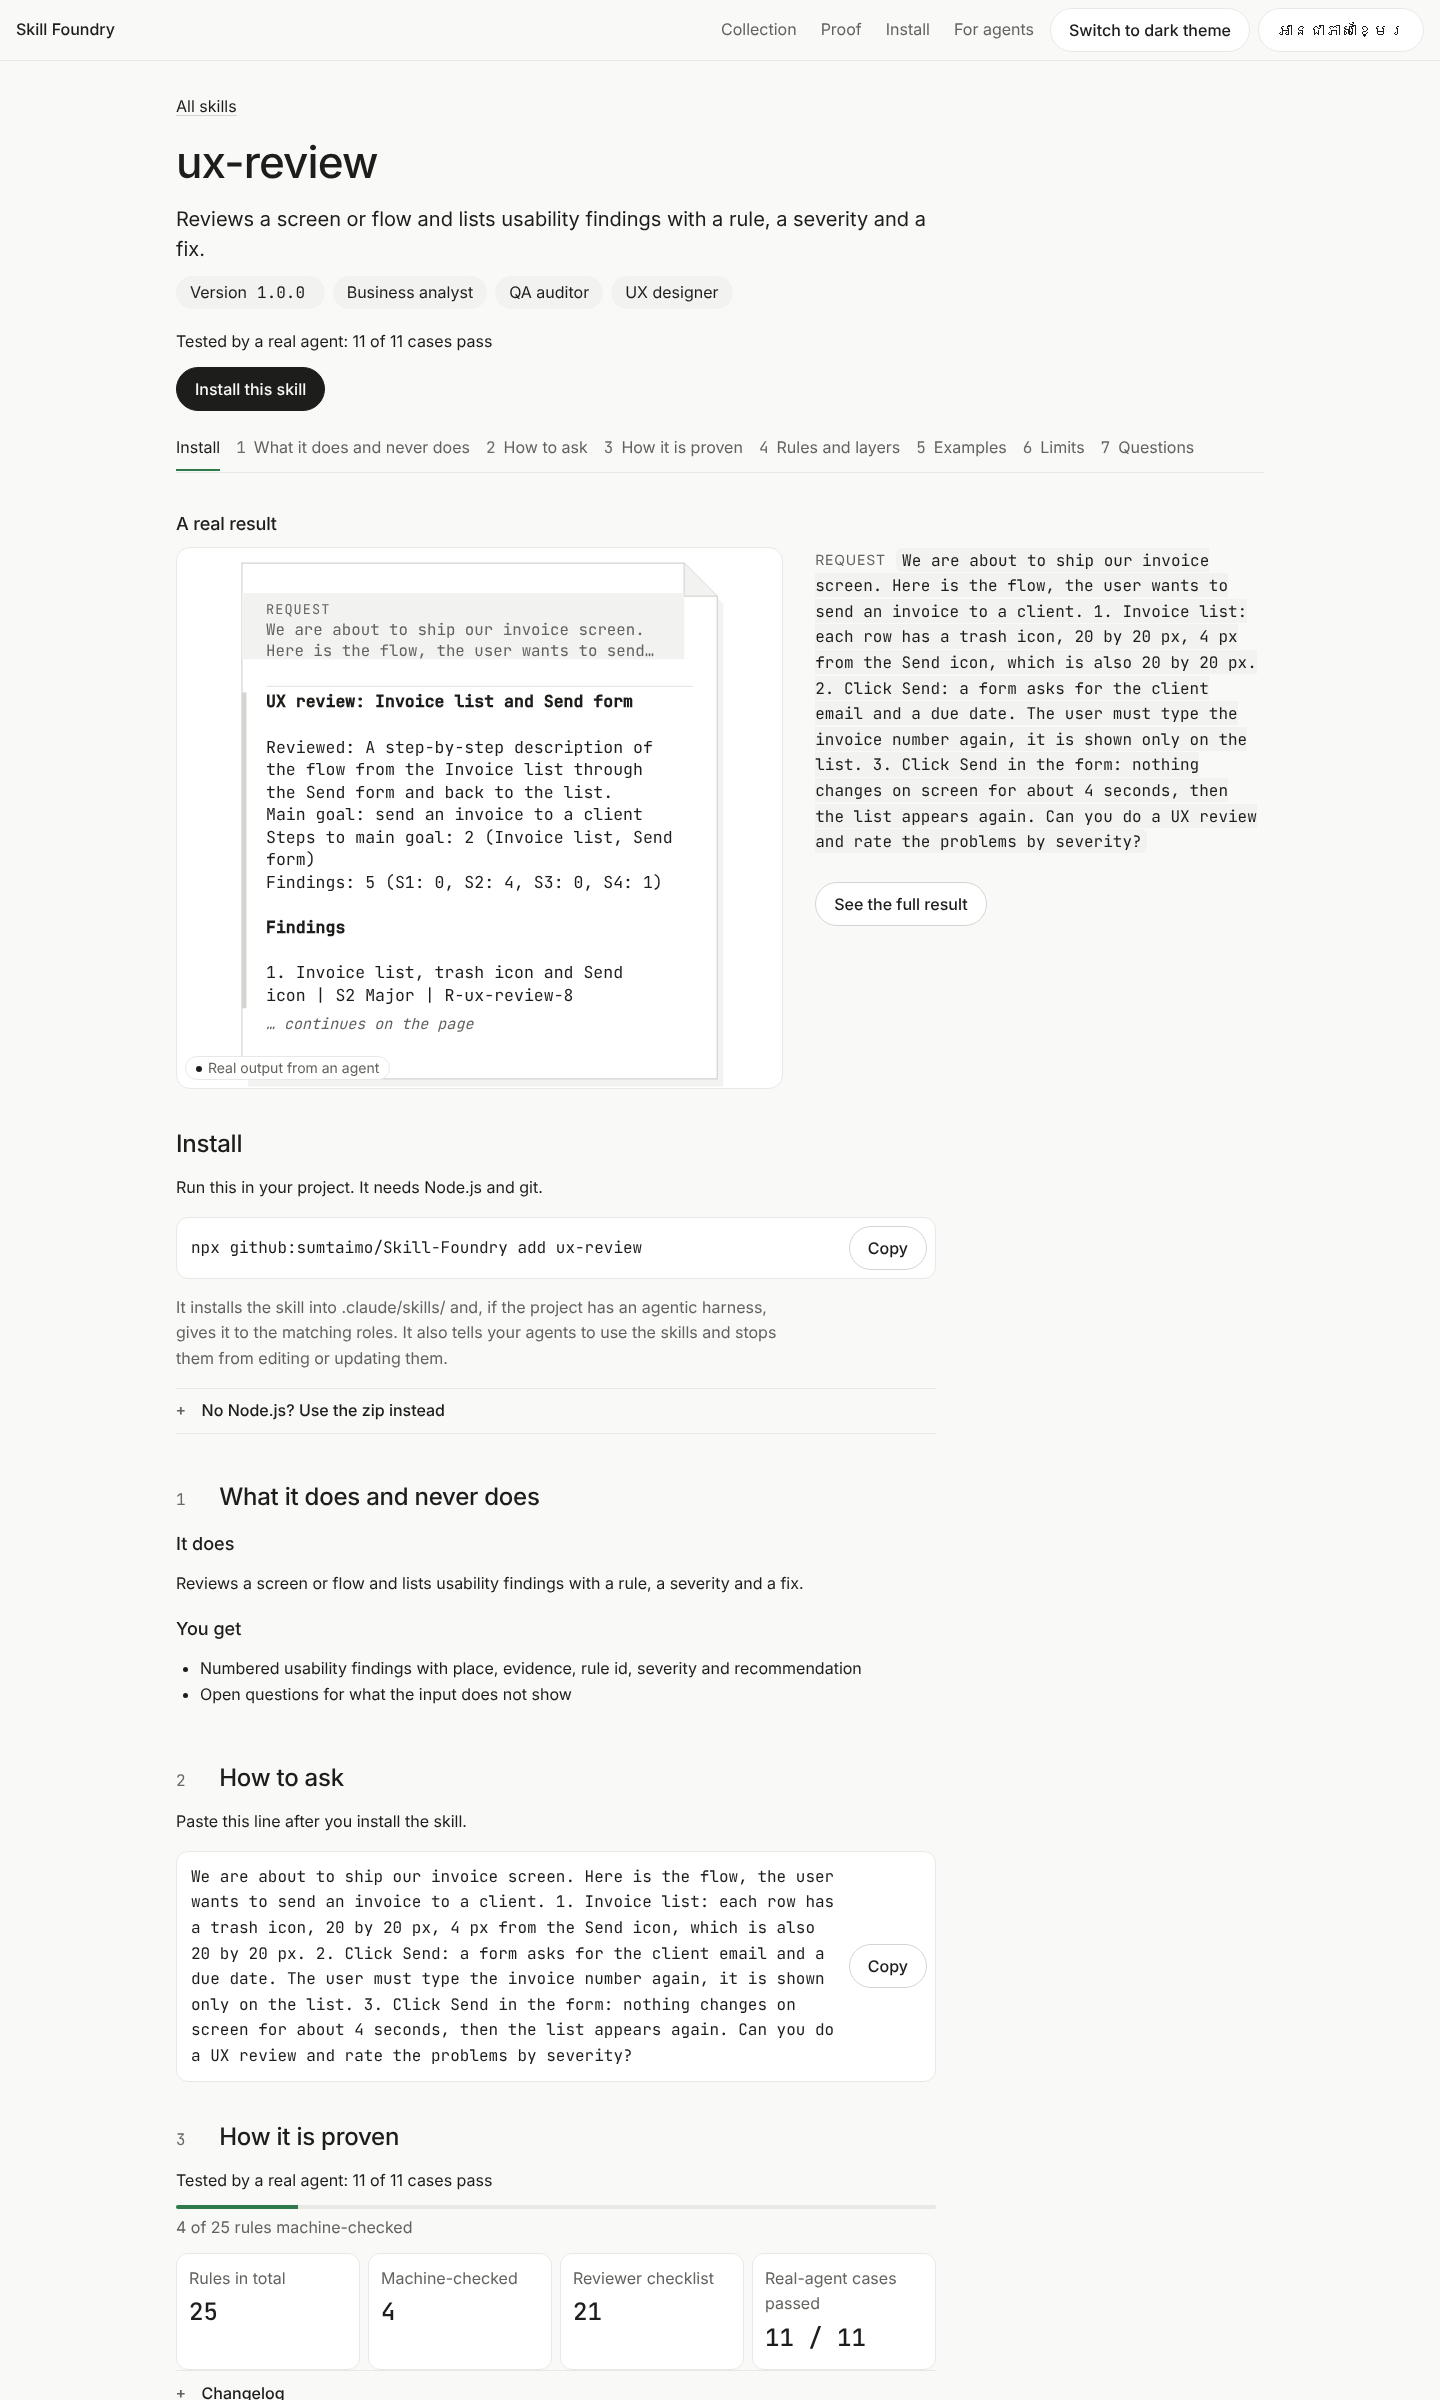 Skill Foundry
Collection
Proof
Install
For agents
Switch to dark theme
អានជាភាសាខ្មែរ
All skills
ux-review
Reviews a screen or flow and lists usability findings with a rule, a severity and a
fix.
Version 1.0.0
Business analyst
QA auditor
UX designer
Tested by a real agent: 11 of 11 cases pass
Install this skill
Install
1 What it does and never does
2 How to ask
3 How it is proven
4 Rules and layers
5 Examples
6 Limits
7 Questions
A real result
REQUEST
We are about to ship our invoice screen.
Here is the flow, the user wants to send…
UX review: Invoice list and Send form
Reviewed: A step-by-step description of
the flow from the Invoice list through
the Send form and back to the list.
Main goal: send an invoice to a client
Steps to main goal: 2 (Invoice list, Send
form)
Findings: 5 (S1: 0, S2: 4, S3: 0, S4: 1)
Findings
1. Invoice list, trash icon and Send
icon | S2 Major | R-ux-review-8
… continues on the page
Real output from an agent
REQUEST We are about to ship our invoice
screen. Here is the flow, the user wants to
send an invoice to a client. 1. Invoice list:
each row has a trash icon, 20 by 20 px, 4 px
from the Send icon, which is also 20 by 20 px.
2. Click Send: a form asks for the client
email and a due date. The user must type the
invoice number again, it is shown only on the
list. 3. Click Send in the form: nothing
changes on screen for about 4 seconds, then
the list appears again. Can you do a UX review
and rate the problems by severity?
See the full result
Install
Run this in your project. It needs Node.js and git.
npx github:sumtaimo/Skill-Foundry add ux-review
Copy
It installs the skill into .claude/skills/ and, if the project has an agentic harness,
gives it to the matching roles. It also tells your agents to use the skills and stops
them from editing or updating them.
+ No Node.js? Use the zip instead
1 What it does and never does
It does
Reviews a screen or flow and lists usability findings with a rule, a severity and a fix.
You get
• Numbered usability findings with place, evidence, rule id, severity and recommendation
• Open questions for what the input does not show
2 How to ask
Paste this line after you install the skill.
We are about to ship our invoice screen. Here is the flow, the user
wants to send an invoice to a client. 1. Invoice list: each row has
a trash icon, 20 by 20 px, 4 px from the Send icon, which is also
20 by 20 px. 2. Click Send: a form asks for the client email and a
due date. The user must type the invoice number again, it is shown
only on the list. 3. Click Send in the form: nothing changes on
screen for about 4 seconds, then the list appears again. Can you do
a UX review and rate the problems by severity?
Copy
3 How it is proven
Tested by a real agent: 11 of 11 cases pass
4 of 25 rules machine-checked
Rules in total
25
Machine-checked
4
Reviewer checklist
21
Real-agent cases
passed
11 / 11
+ Changelog